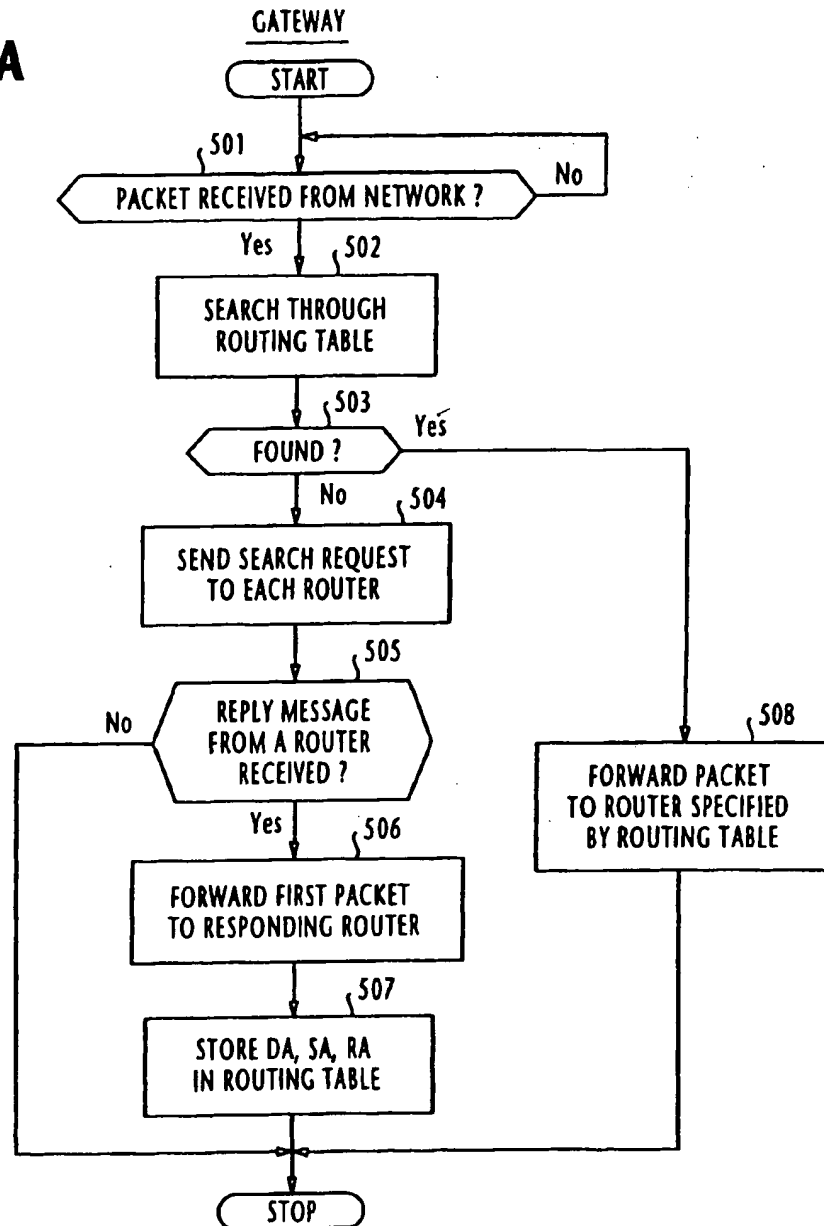 GATEWAY
A
START
501
PACKET RECEIVED FROM NETWORK ?
No
Yes
502
SEARCH THROUGH
ROUTING TABLE
503
FOUND ?
Yes
No
504
SEND SEARCH REQUEST
TO EACH ROUTER
505
REPLY MESSAGE
FROM A ROUTER
RECEIVED ?
No
Yes
508
FORWARD PACKET
TO ROUTER SPECIFIED
BY ROUTING TABLE
506
FORWARD FIRST PACKET
TO RESPONDING ROUTER
507
STORE DA, SA, RA
IN ROUTING TABLE
STOP